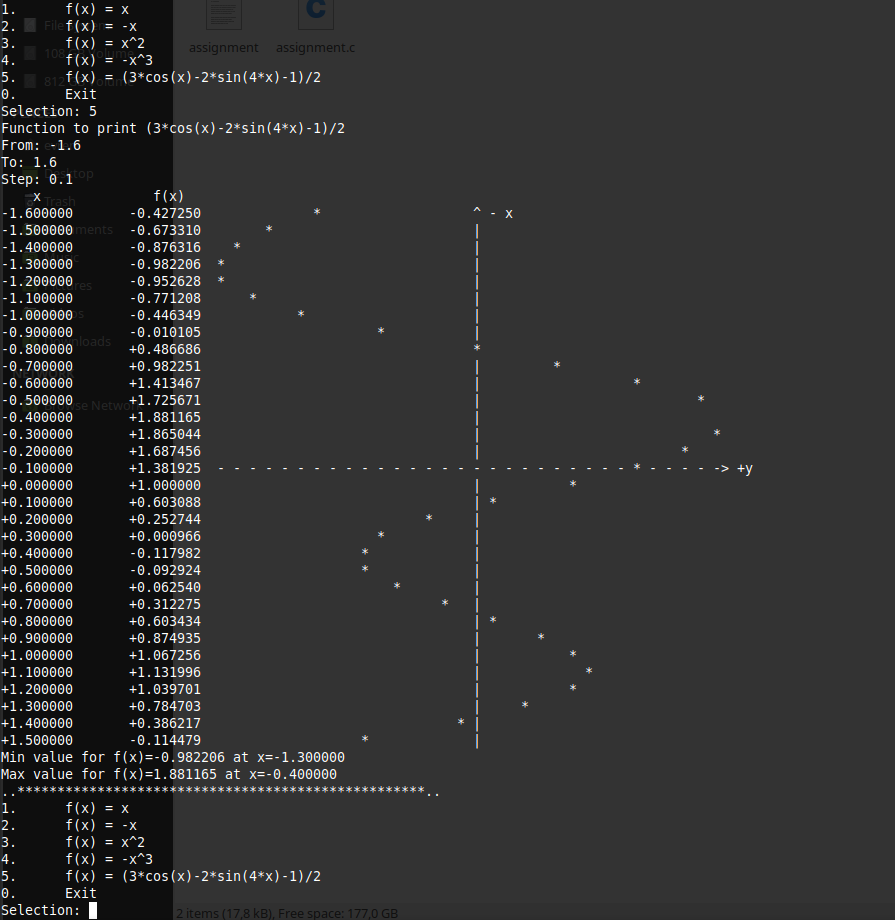 1.      f(x) = x
2.      f(x) = -x
3.      f(x) = x^2
4.      f(x) = -x^3
5.      f(x) = (3*cos(x)-2*sin(4*x)-1)/2
0.      Exit
assignment    assignment.c
Selection: 5
Function to print (3*cos(x)-2*sin(4*x)-1)/2
From: -1.6
To: 1.6
Step: 0.1
    x              f(x)
-1.600000       -0.427250              *                   ^ - x
-1.500000       -0.673310        *                         |
-1.400000       -0.876316    *                             |
-1.300000       -0.982206  *                               |
-1.200000       -0.952628  *                               |
-1.100000       -0.771208      *                           |
-1.000000       -0.446349            *                     |
-0.900000       -0.010105                      *           |
-0.800000       +0.486686                                  *
-0.700000       +0.982251                                  |         *
-0.600000       +1.413467                                  |                   *
-0.500000       +1.725671                                  |                           *
-0.400000       +1.881165                                  |
-0.300000       +1.865044                                  |                             *
-0.200000       +1.687456                                  |                         *
-0.100000       +1.381925  - - - - - - - - - - - - - - - - - - - - - - - - - - * - - - - -> +y
+0.000000       +1.000000                                  |           *
+0.100000       +0.603088                                  | *
+0.200000       +0.252744                            *     |
+0.300000       +0.000966                      *           |
+0.400000       -0.117982                    *             |
+0.500000       -0.092924                    *             |
+0.600000       +0.062540                        *         |
+0.700000       +0.312275                              *   |
+0.800000       +0.603434                                  | *
+0.900000       +0.874935                                  |       *
+1.000000       +1.067256                                  |           *
+1.100000       +1.131996                                  |             *
+1.200000       +1.039701                                  |           *
+1.300000       +0.784703                                  |     *
+1.400000       +0.386217                                * |
+1.500000       -0.114479                    *             |
Min value for f(x)=-0.982206 at x=-1.300000
Max value for f(x)=1.881165 at x=-0.400000
..***************************************************..
1.      f(x) = x
2.      f(x) = -x
3.      f(x) = x^2
4.      f(x) = -x^3
5.      f(x) = (3*cos(x)-2*sin(4*x)-1)/2
0.      Exit
Selection:
2 items (17,8 kB), Free space: 177,0 GB